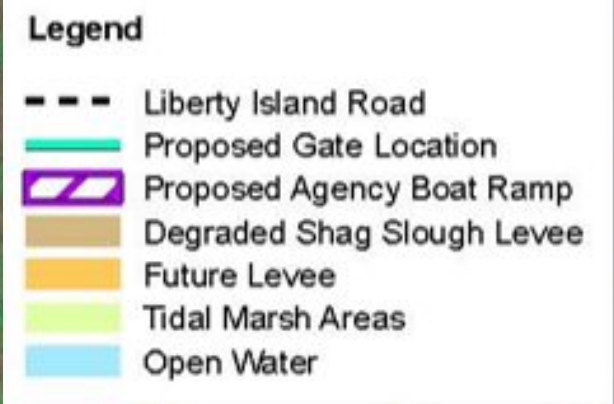 Legend
Liberty Island Road
Proposed Gate Location
Proposed Agency Boat Ramp
Degraded Shag Slough Levee
Future Levee
Tidal Marsh Areas
Open Water